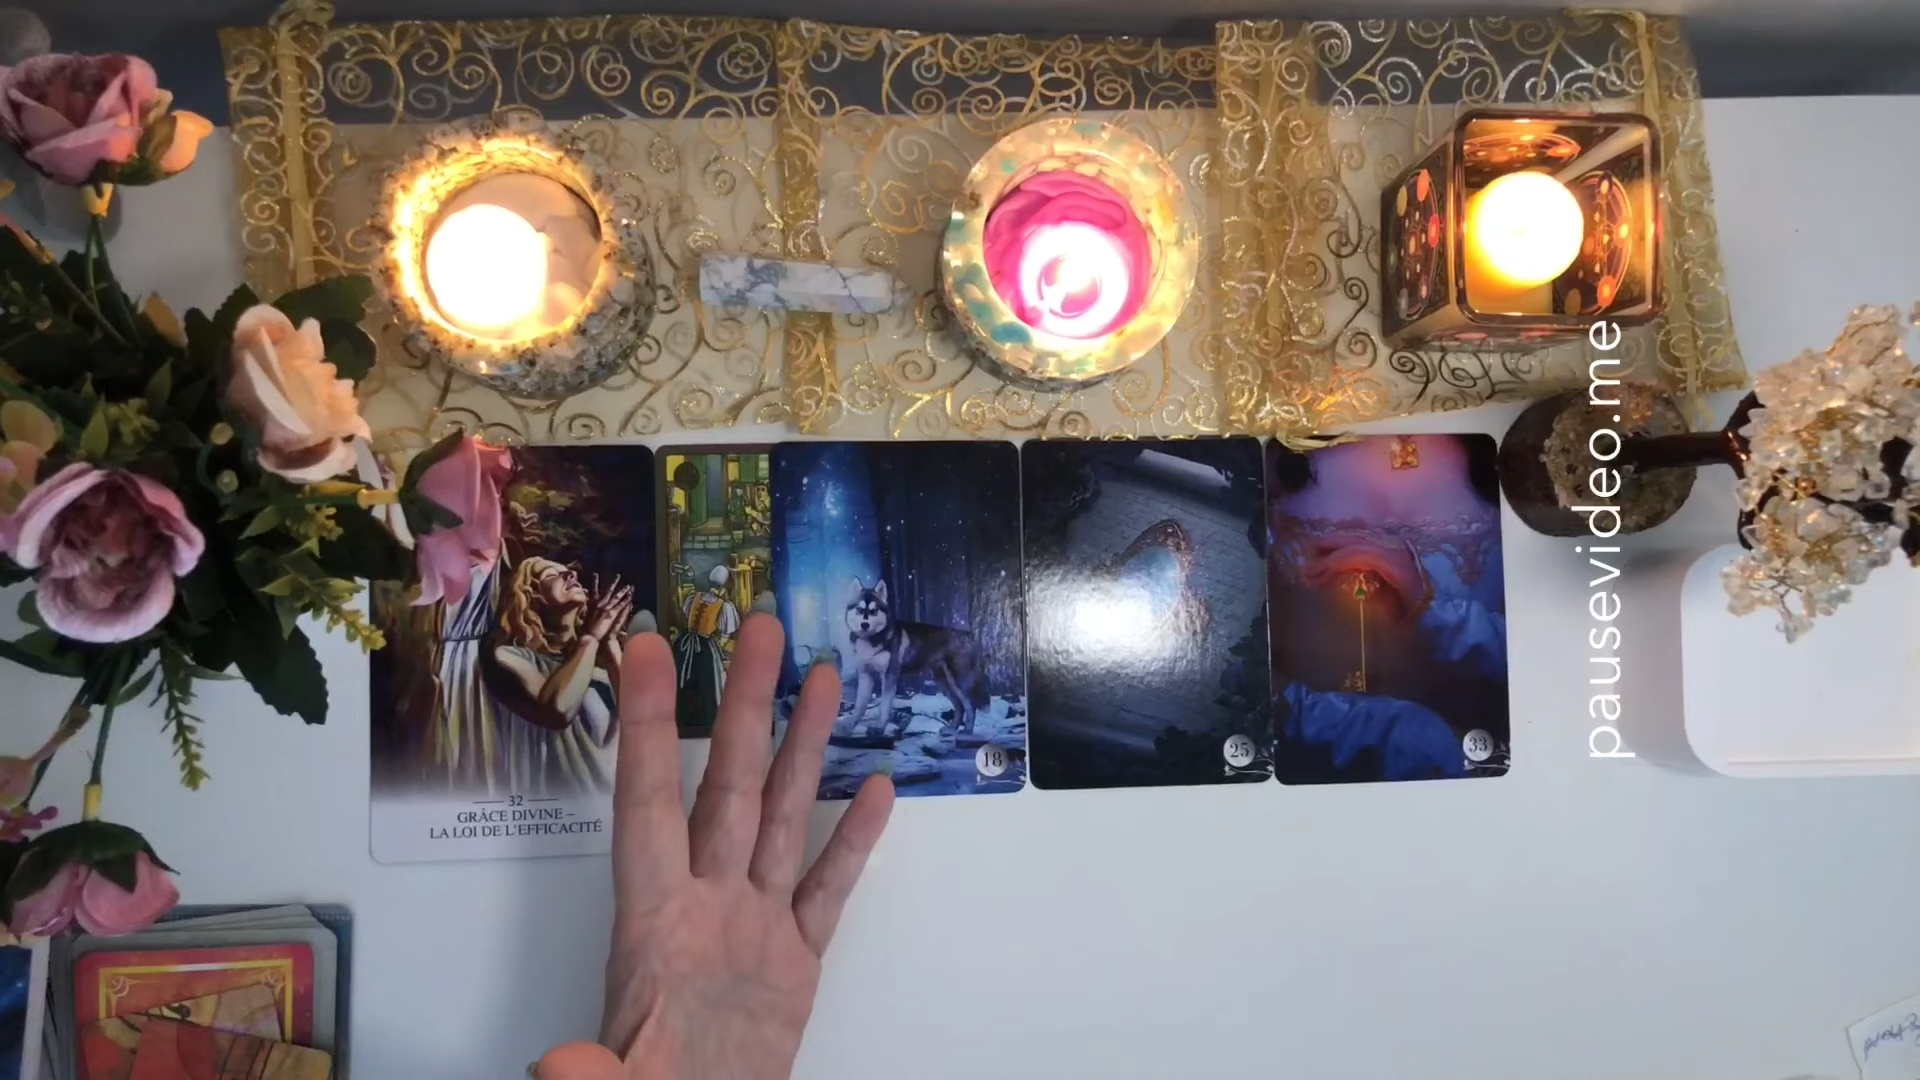 32
GRÂCE DIVINE –
LA LOI DE L'EFFICACITÉ
18
25
33
pausevideo.me